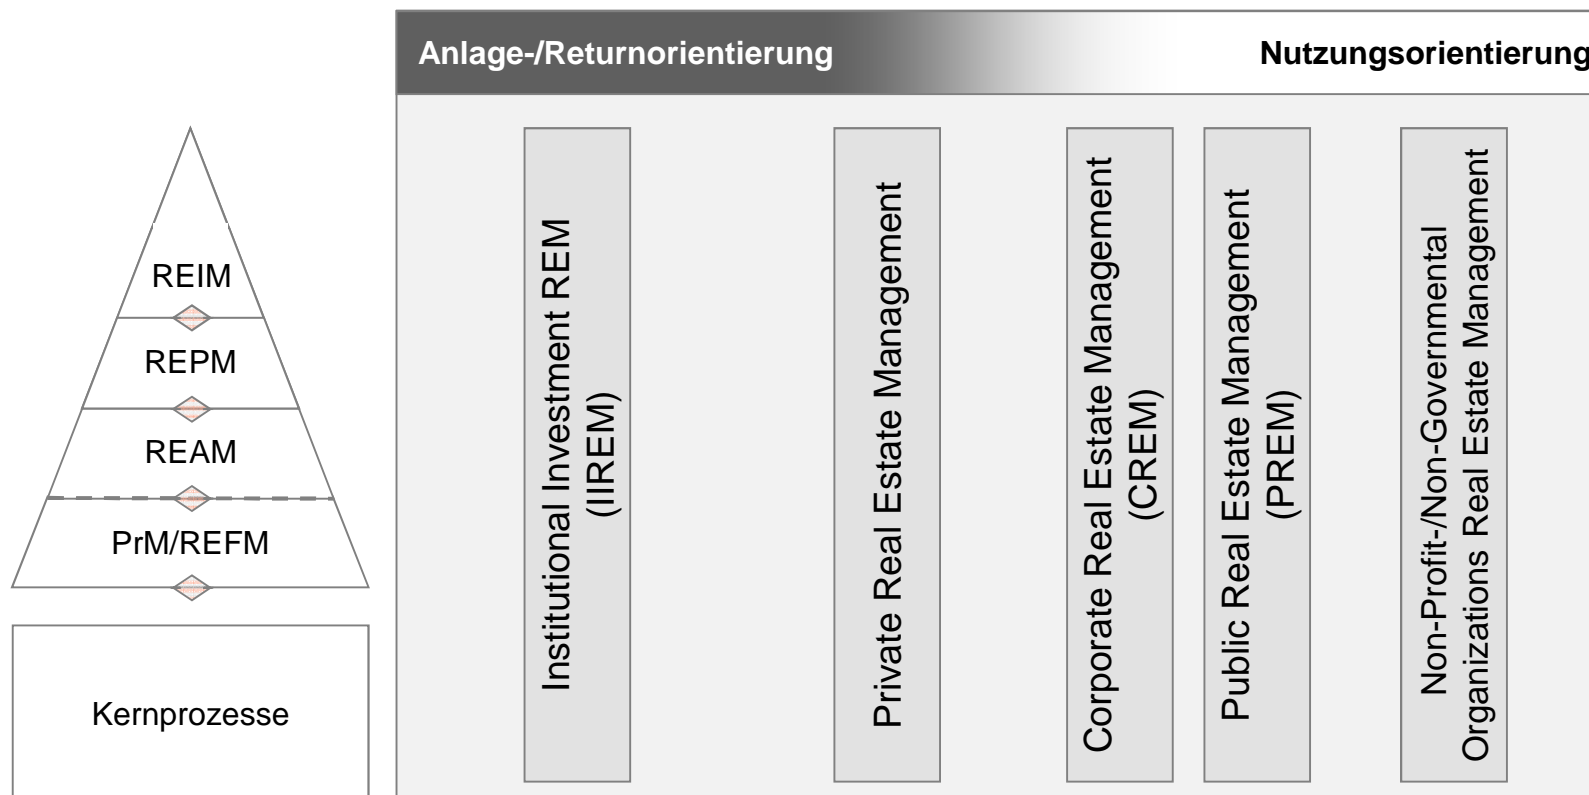 Anlage-/Returnorientierung
Nutzungsorientierung
REIM
REPM
REAM
PrM/REFM
Kernprozesse
Institutional Investment REM
(IIREM)
Private Real Estate Management
Corporate Real Estate Management
(CREM)
Public Real Estate Management
(PREM)
Non-Profit-/Non-Governmental
Organizations Real Estate Management